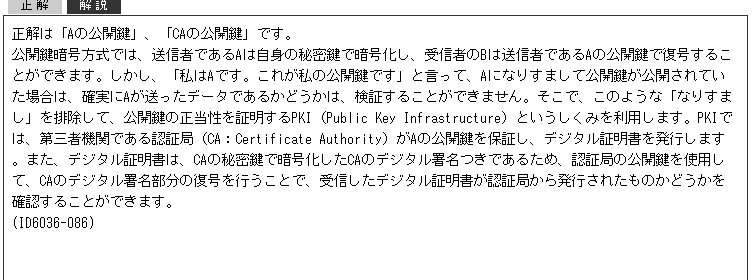 正解 解説
正解は「Aの公開鍵」、「CAの公開鍵」です。
公開鍵暗号方式では、送信者であるAは自身の秘密鍵で暗号化し、受信者のBは送信者であるAの公開鍵で復号するこ
とができます。しかし、「私はAです。これが私の公開鍵です」と言って、Aになりすまして公開鍵が公開されてい
た場合は、確実にAが送ったデータであるかどうかは、検証することができません。そこで、このような「なりすま
し」を排除して、公開鍵の正当性を証明するPKI（Public Key Infrastructure）というしくみを利用します。PKIで
は、第三者機関である認証局（CA：Certificate Authority）がAの公開鍵を保証し、デジタル証明書を発行します
。また、デジタル証明書は、CAの秘密鍵で暗号化したCAのデジタル署名つきであるため、認証局の公開鍵を使用し
て、CAのデジタル署名部分の復号を行うことで、受信したデジタル証明書が認証局から発行されたものかどうかを
確認することができます。
(ID6036-086)